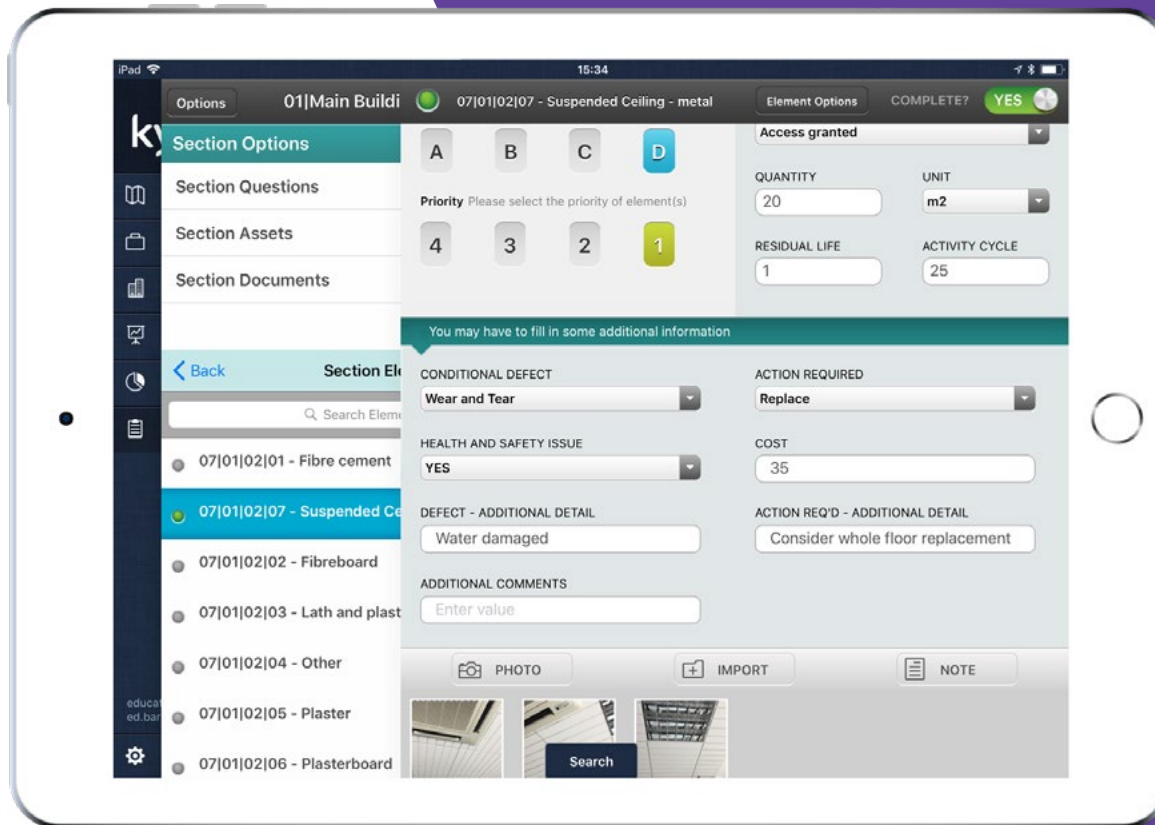 iPad
15:34
Options
01|Main Buildi
07|01|02|07 - Suspended Ceiling - metal
Element Options
COMPLETE?
YES
ky
Section Options
Section Questions
Section Assets
Section Documents
Back
Section Ele
Search Eleme
07|01|02|01 - Fibre cement
07|01|02|07 - Suspended Ce
07|01|02|02 - Fibreboard
07|01|02|03 - Lath and plast
07|01|02|04 - Other
07|01|02|05 - Plaster
07|01|02|06 - Plasterboard
educat
ed.bar
A B C D
Priority Please select the priority of element(s)
4 3 2 1
Access granted
QUANTITY UNIT
20 m2
RESIDUAL LIFE ACTIVITY CYCLE
1 25
You may have to fill in some additional information
CONDITIONAL DEFECT
Wear and Tear
ACTION REQUIRED
Replace
HEALTH AND SAFETY ISSUE
YES
COST
35
DEFECT - ADDITIONAL DETAIL
Water damaged
ACTION REQ'D - ADDITIONAL DETAIL
Consider whole floor replacement
ADDITIONAL COMMENTS
Enter value
PHOTO
IMPORT
NOTE
Search